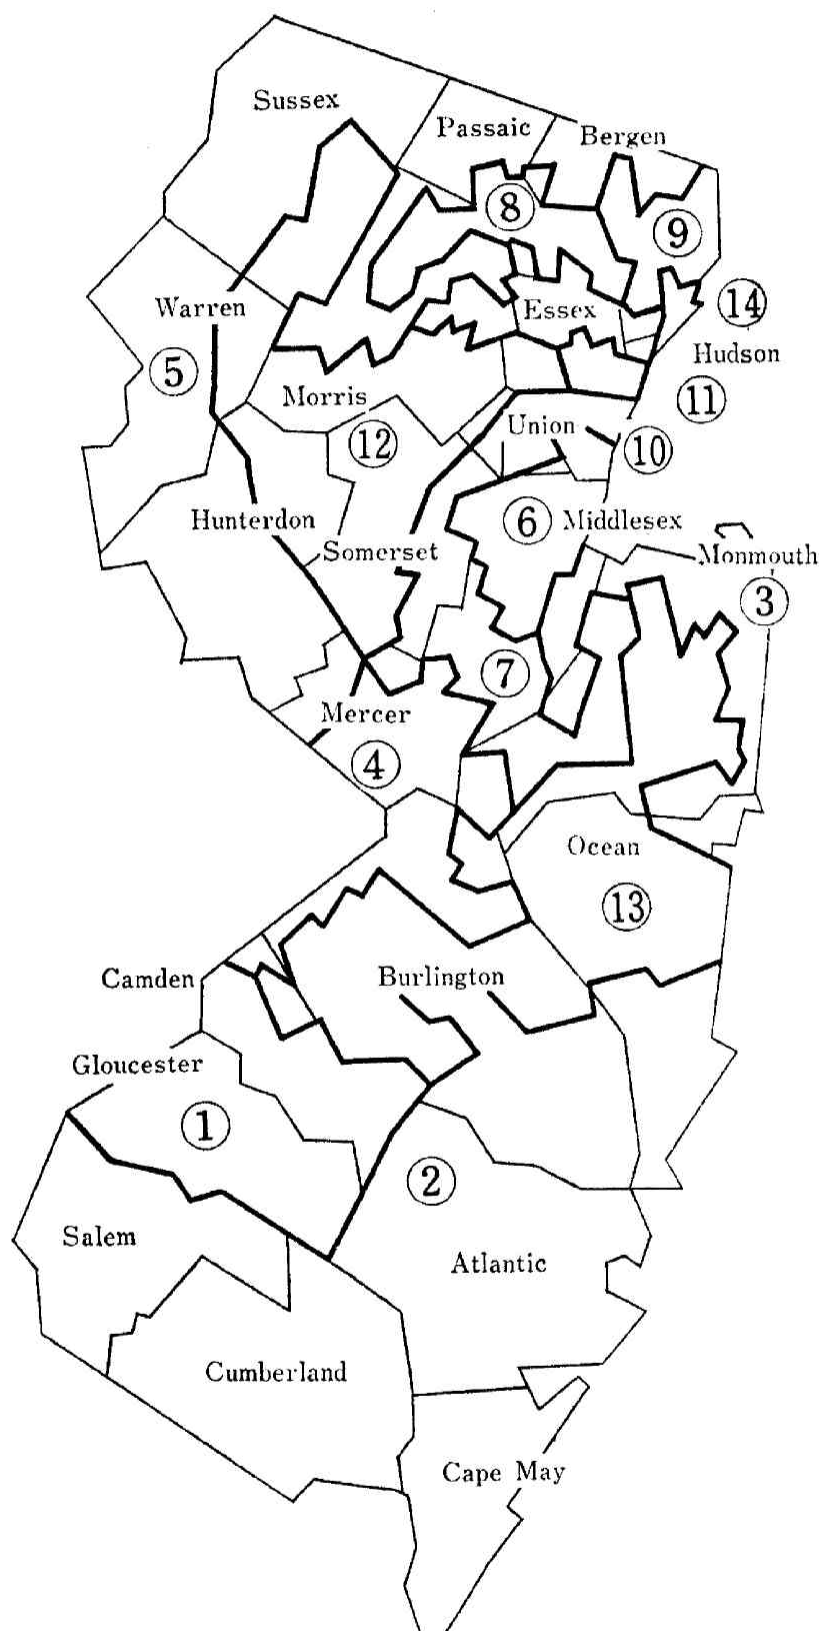 Sussex
Passaic
Bergen
8
9
Essex
14
Warren
Hudson
5
Morris
11
12
Union
10
Hunterdon
6
Middlesex
Somerset
Monmouth
3
7
Mercer
4
Ocean
13
Camden
Burlington
Gloucester
1
2
Salem
Atlantic
Cumberland
Cape May